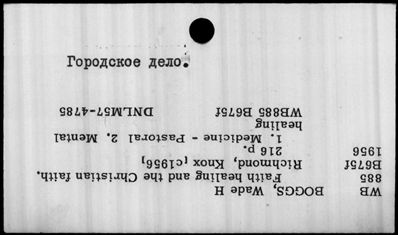 Городское дело.
WB BOGGS, Wade H
885 Faith healing and the Christian faith.
B675f Richmond, Knox [c1956]
1956 216 p.
1. Medicine - Pastoral 2. Mental
healing
WB885 B675f DNLM57-4785